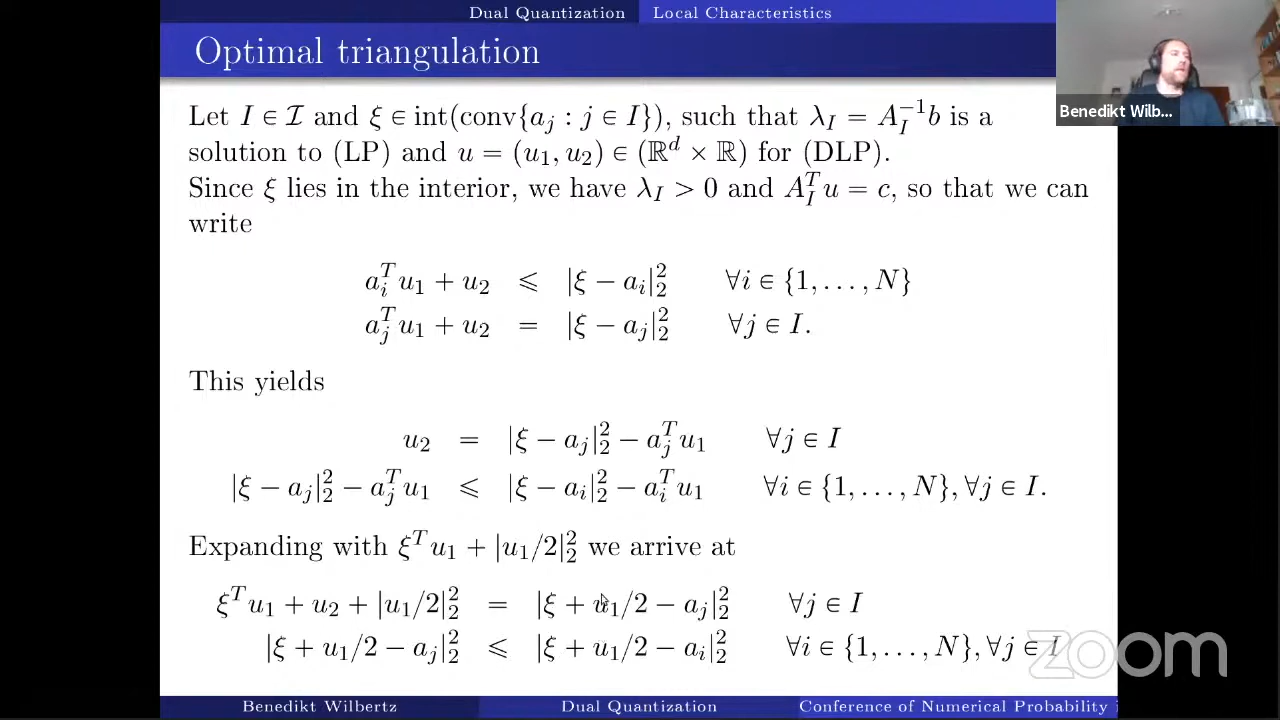 Dual Quantization Local Characteristics
Optimal triangulation
Benedikt Wilb...
Let I ∈ ℐ and ξ ∈ int(conv{a_j : j ∈ I}), such that λ_I = A_I^{-1}b is a
solution to (LP) and u = (u_1, u_2) ∈ (ℝ^d × ℝ) for (DLP).
Since ξ lies in the interior, we have λ_I > 0 and A_I^T u = c, so that we can
write
a_i^T u_1 + u_2 ⩽ |ξ − a_i|_2^2 ∀i ∈ {1, . . . , N}
a_j^T u_1 + u_2 = |ξ − a_j|_2^2 ∀j ∈ I.
This yields
u_2 = |ξ − a_j|_2^2 − a_j^T u_1 ∀j ∈ I
|ξ − a_j|_2^2 − a_j^T u_1 ⩽ |ξ − a_i|_2^2 − a_i^T u_1 ∀i ∈ {1, . . . , N}, ∀j ∈ I.
Expanding with ξ^T u_1 + |u_1/2|_2^2 we arrive at
ξ^T u_1 + u_2 + |u_1/2|_2^2 = |ξ + u_1/2 − a_j|_2^2 ∀j ∈ I
|ξ + u_1/2 − a_j|_2^2 ⩽ |ξ + u_1/2 − a_i|_2^2 ∀i ∈ {1, . . . , N}, ∀j ∈ I
zoom
Benedikt Wilbertz Dual Quantization Conference of Numerical Probability i